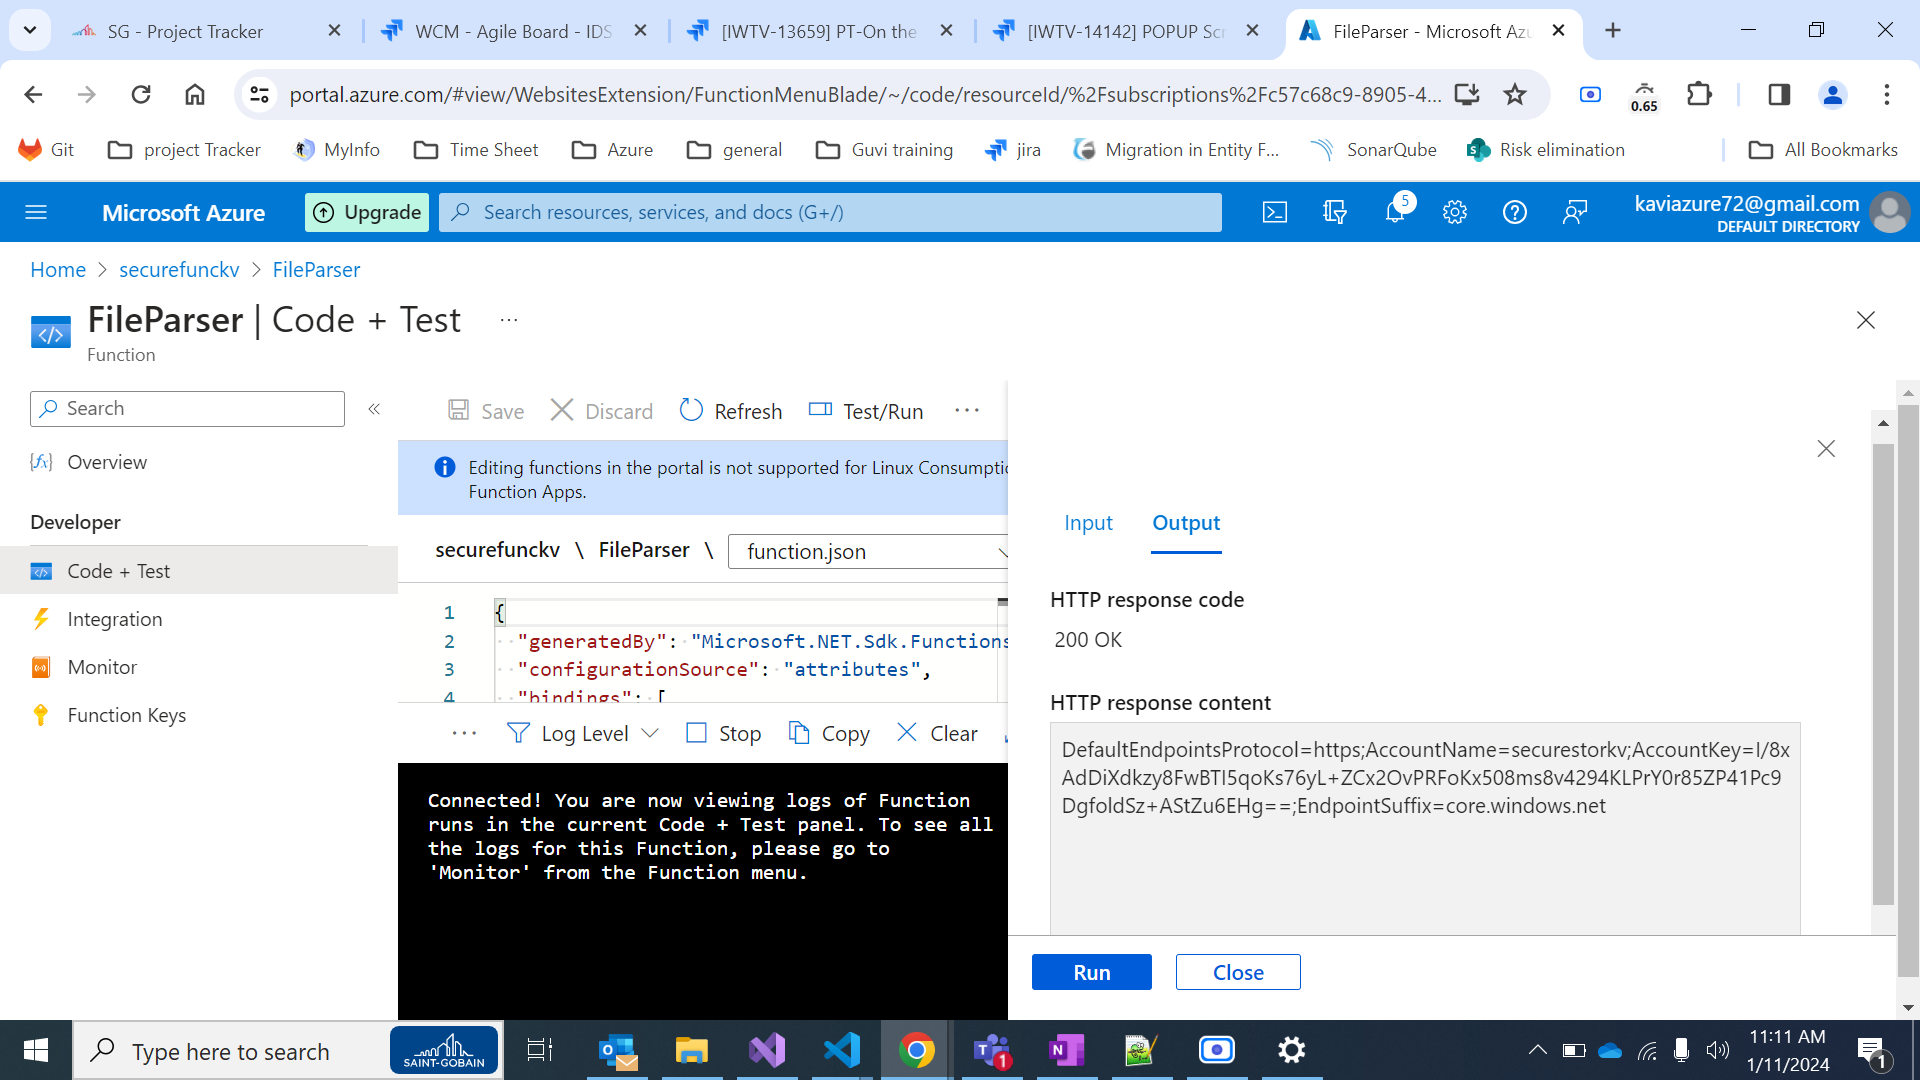 SG - Project Tracker
WCM - Agile Board - IDS
[IWTV-13659] PT-On the
[IWTV-14142] POPUP Scr
FileParser - Microsoft Azu
portal.azure.com/#view/WebsitesExtension/FunctionMenuBlade/~/code/resourceId/%2Fsubscriptions%2Fc57c68c9-8905-4...
0.65
Git
project Tracker
MyInfo
Time Sheet
Azure
general
Guvi training
jira
Migration in Entity F...
SonarQube
Risk elimination
All Bookmarks
Microsoft Azure
Upgrade
Search resources, services, and docs (G+/)
5
kaviazure72@gmail.com
DEFAULT DIRECTORY
Home > securefunckv > FileParser
FileParser | Code + Test
...
Function
Search
«
Overview
Developer
Code + Test
Integration
Monitor
Function Keys
Save
Discard
Refresh
Test/Run
...
Editing functions in the portal is not supported for Linux Consumptio
Function Apps.
securefunckv \ FileParser \
function.json
1 {
2 "generatedBy": "Microsoft.NET.Sdk.Functions
3 "configurationSource": "attributes",
4 "bindings": [
...
Log Level
Stop
Copy
Clear
Connected! You are now viewing logs of Function
runs in the current Code + Test panel. To see all
the logs for this Function, please go to
'Monitor' from the Function menu.
Input
Output
HTTP response code
200 OK
HTTP response content
DefaultEndpointsProtocol=https;AccountName=securestorkv;AccountKey=I/8x
AdDiXdkzy8FwBTI5qoKs76yL+ZCx2OvPRFoKx508ms8v4294KLPrY0r85ZP41Pc9
DgfoldSz+AStZu6EHg==;EndpointSuffix=core.windows.net
Run
Close
Type here to search
SAINT-GOBAIN
1
11:11 AM
1/11/2024
1